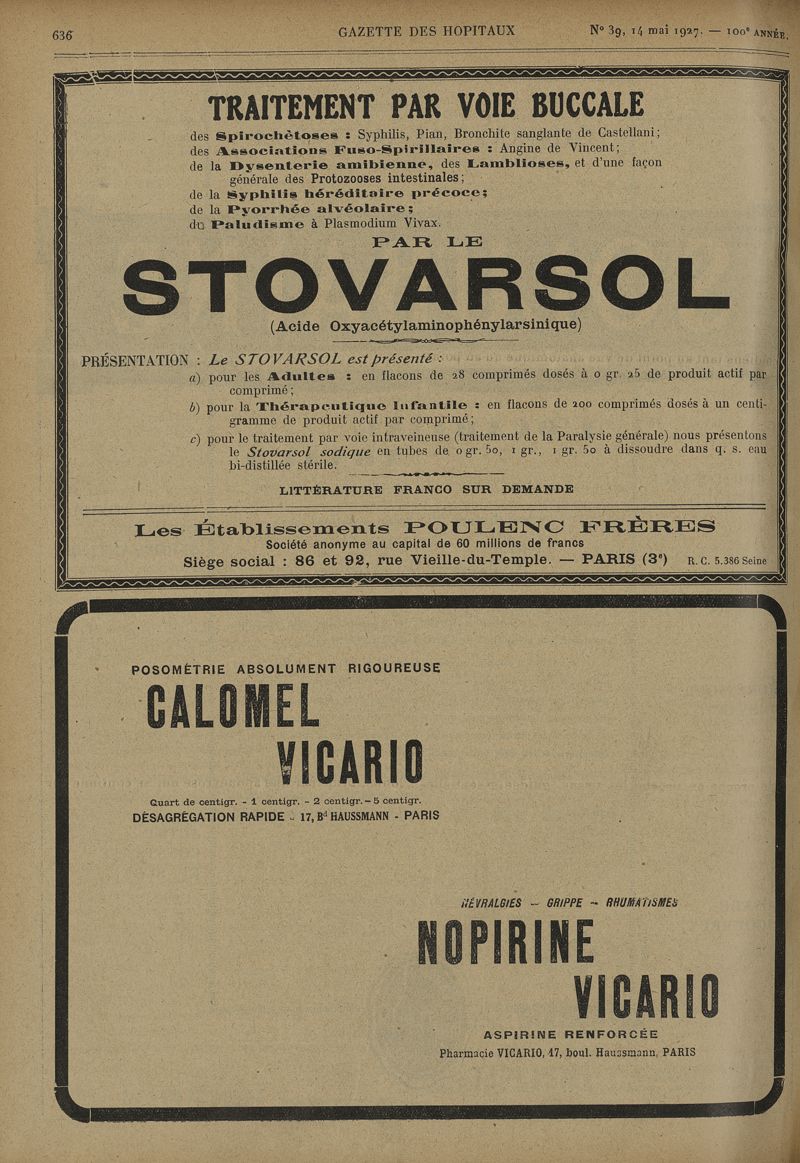 636
GAZETTE DES HOPITAUX
N° 39, 14 mai 1927. — 100e ANNÉE.
TRAITEMENT PAR VOIE BUCCALE
des Spirochètoses : Syphilis, Pian, Bronchite sanglante de Castellani;
des Associations Fuso-Spirillaires : Angine de Vincent;
de la Dysenterie amibienne, des Lamblioses, et d'une façon
générale des Protozooses intestinales;
de la Syphilis héréditaire précoce;
de la Pyorrhée alvéolaire;
du Paludisme à Plasmodium Vivax.
PAR LE
STOVARSOL
(Acide Oxyacétylaminophénylarsinique)
PRÉSENTATION : Le STOVARSOL est présenté :
a) pour les Adultes : en flacons de 28 comprimés dosés à 0 gr. 25 de produit actif par
comprimé;
b) pour la Thérapeutique Infantile : en flacons de 200 comprimés dosés à un centi-
gramme de produit actif par comprimé;
c) pour le traitement par voie intraveineuse (traitement de la Paralysie générale) nous présentons
le Stovarsol sodique en tubes de 0 gr. 50, 1 gr., 1 gr. 50 à dissoudre dans q. s. eau
bi-distillée stérile.
LITTÉRATURE FRANCO SUR DEMANDE
Les Établissements POULENC FRÈRES
Société anonyme au capital de 60 millions de francs
Siège social : 86 et 92, rue Vieille-du-Temple. — PARIS (3e) R. C. 5.386 Seine
POSOMÉTRIE ABSOLUMENT RIGOUREUSE
CALOMEL
VICARIO
Quart de centigr. - 1 centigr. - 2 centigr. - 5 centigr.
DÉSAGRÉGATION RAPIDE - 17, Bd HAUSSMANN - PARIS
NÉVRALGIES — GRIPPE — RHUMATISMES
NOPIRINE
VICARIO
ASPIRINE RENFORCÉE
Pharmacie VICARIO, 17, boul. Haussmann, PARIS